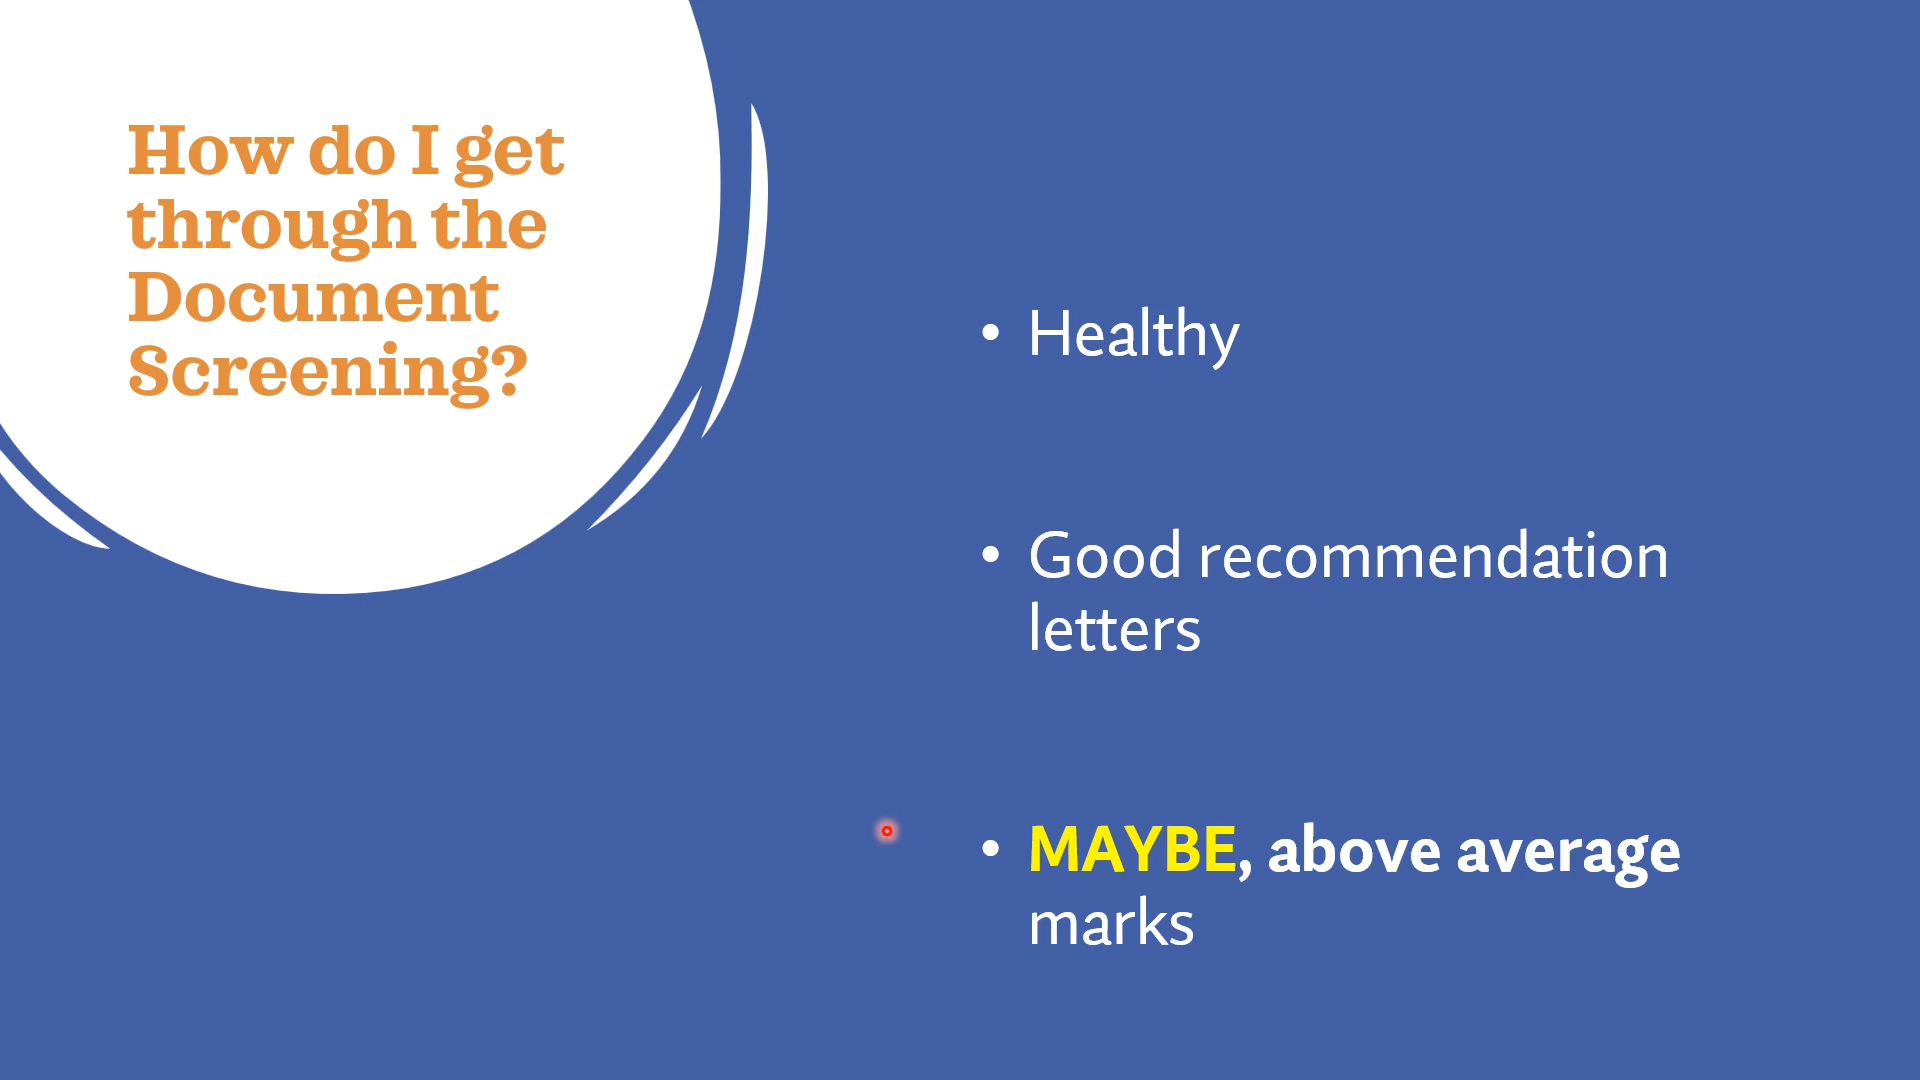 How do I get
through the
Document
Screening?
• Healthy
• Good recommendation
letters
• MAYBE, above average
marks